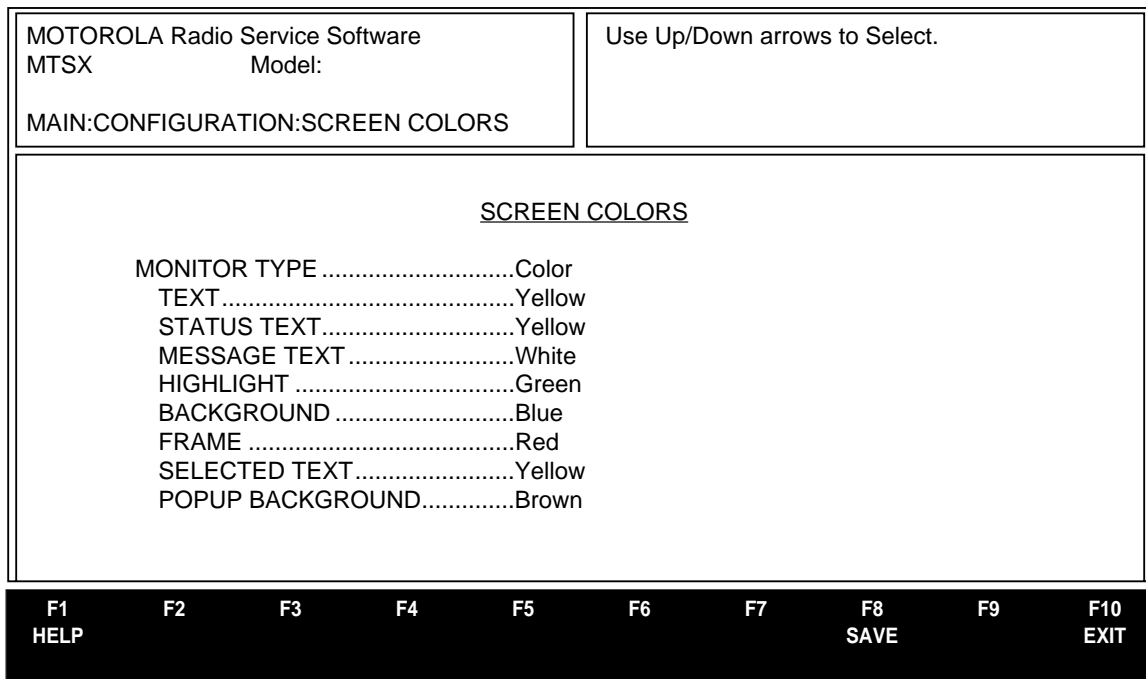 MOTOROLA Radio Service Software
MTSX Model:
MAIN:CONFIGURATION:SCREEN COLORS
Use Up/Down arrows to Select.
SCREEN COLORS
MONITOR TYPE.............................Color
TEXT............................................Yellow
STATUS TEXT.............................Yellow
MESSAGE TEXT.........................White
HIGHLIGHT .................................Green
BACKGROUND ...........................Blue
FRAME ........................................Red
SELECTED TEXT........................Yellow
POPUP BACKGROUND..............Brown
F1 F2 F3 F4 F5 F6 F7 F8 F9 F10
HELP SAVE EXIT